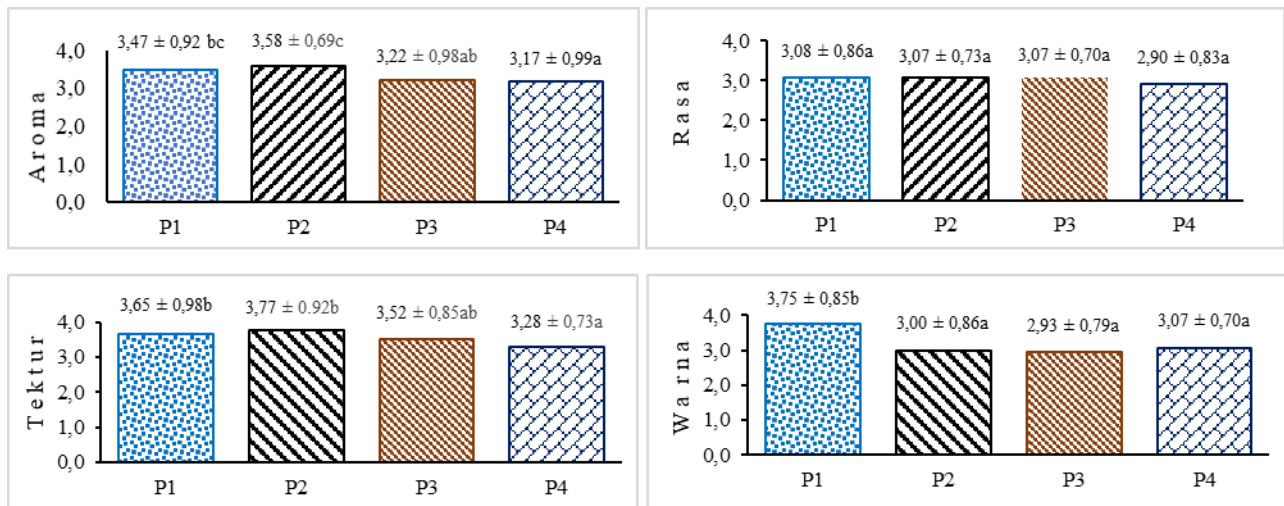 3,47 ± 0,92 bc
3,58 ± 0,69c
3,22 ± 0,98ab
3,17 ± 0,99a
4,0
3,0
2,0
1,0
0,0
Aroma
P1 P2 P3 P4
3,08 ± 0,86a
3,07 ± 0,73a
3,07 ± 0,70a
2,90 ± 0,83a
4,0
3,0
2,0
1,0
0,0
Rasa
P1 P2 P3 P4
3,65 ± 0,98b
3,77 ± 0.92b
3,52 ± 0,85ab
3,28 ± 0,73a
4,0
3,0
2,0
1,0
0,0
Tektur
P1 P2 P3 P4
3,75 ± 0,85b
3,00 ± 0,86a
2,93 ± 0,79a
3,07 ± 0,70a
4,0
3,0
2,0
1,0
0,0
Warna
P1 P2 P3 P4